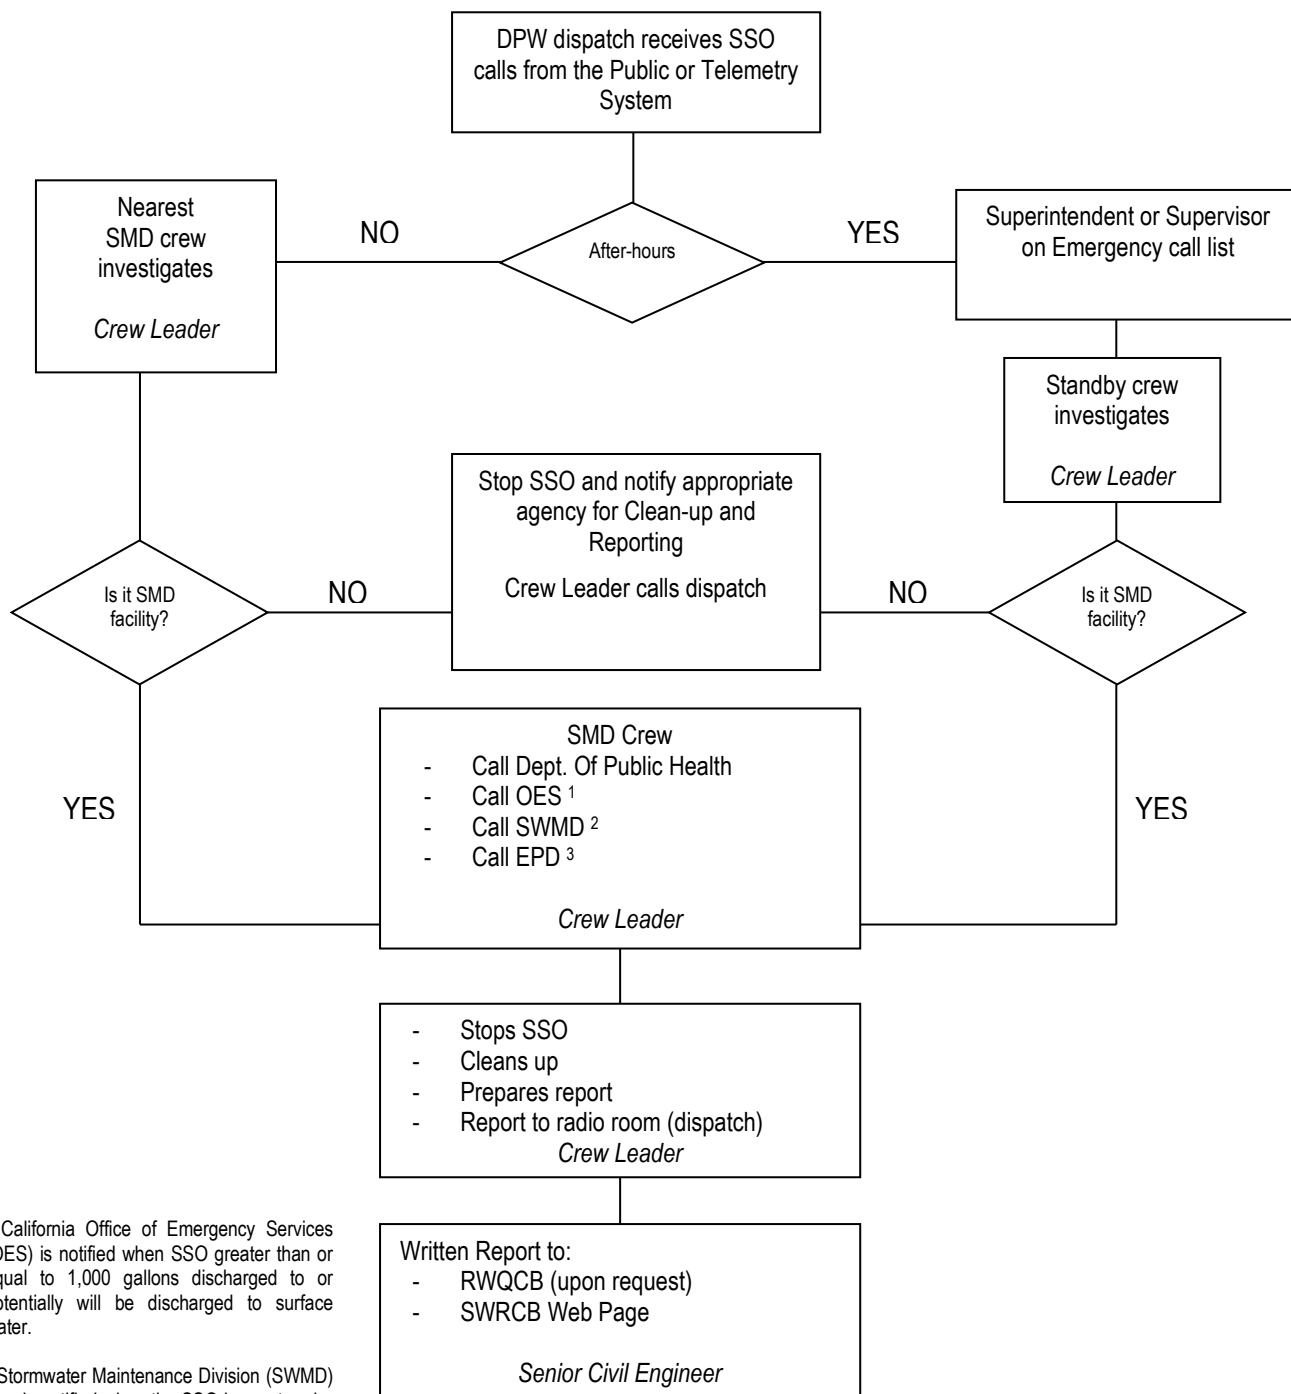 DPW dispatch receives SSO
calls from the Public or Telemetry
System
Nearest
SMD crew
investigates
Crew Leader
NO
After-hours
YES
Superintendent or Supervisor
on Emergency call list
Standby crew
investigates
Crew Leader
Stop SSO and notify appropriate
agency for Clean-up and
Reporting
Crew Leader calls dispatch
Is it SMD
facility?
NO
NO
Is it SMD
facility?
YES
SMD Crew
- Call Dept. Of Public Health
- Call OES 1
- Call SWMD 2
- Call EPD 3
Crew Leader
YES
- Stops SSO
- Cleans up
- Prepares report
- Report to radio room (dispatch)
Crew Leader
California Office of Emergency Services
OES) is notified when SSO greater than or
qual to 1,000 gallons discharged to or
otentially will be discharged to surface
ater.
Stormwater Maintenance Division (SWMD)
Written Report to:
- RWQCB (upon request)
- SWRCB Web Page
Senior Civil Engineer